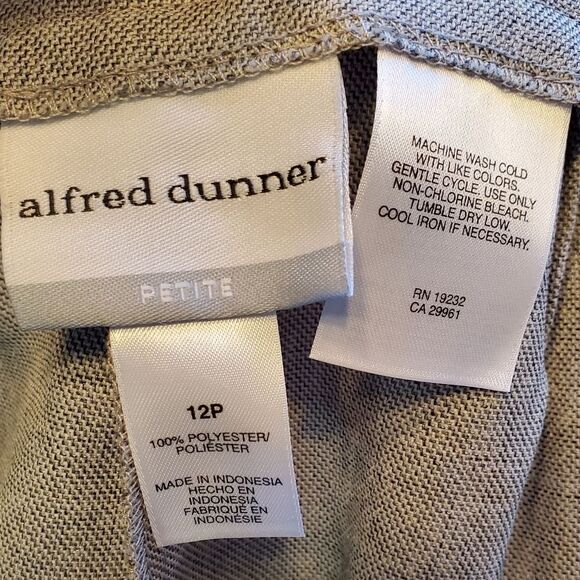 alfred dunner
PETITE
12P
100% POLYESTER/
POLIÉSTER
MADE IN INDONESIA
HECHO EN
INDONESIA
FABRIQUÉ EN
INDONÉSIE
MACHINE WASH COLD
WITH LIKE COLORS.
GENTLE CYCLE. USE ONLY
NON-CHLORINE BLEACH.
TUMBLE DRY LOW.
COOL IRON IF NECESSARY.
RN 19232
CA 29961